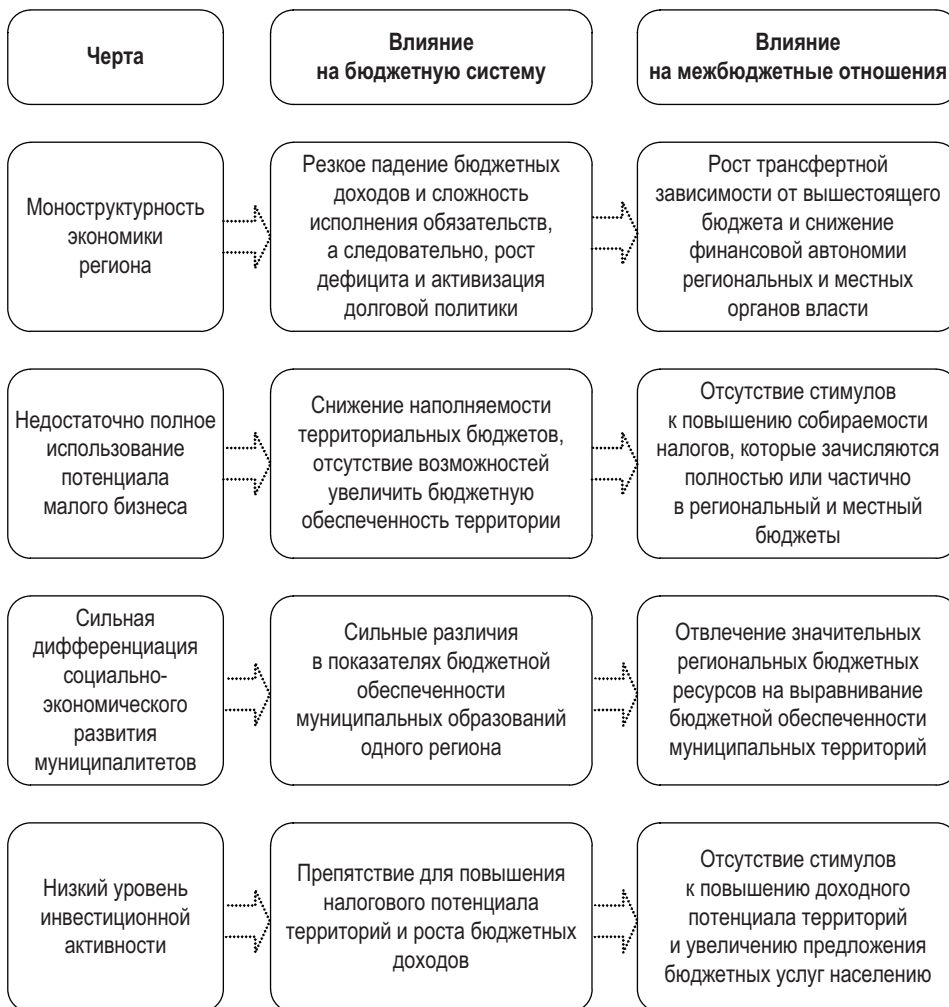 Черта
Влияние
на бюджетную систему
Влияние
на межбюджетные отношения
Моноструктурность
экономики
региона
Резкое падение бюджетных
доходов и сложность
исполнения обязательств,
а следовательно, рост
дефицита и активизация
долговой политики
Рост трансфертной
зависимости от вышестоящего
бюджета и снижение
финансовой автономии
региональных и местных
органов власти
Недостаточно полное
использование
потенциала
малого бизнеса
Снижение наполняемости
территориальных бюджетов,
отсутствие возможностей
увеличить бюджетную
обеспеченность территории
Отсутствие стимулов
к повышению собираемости
налогов, которые зачисляются
полностью или частично
в региональный и местный
бюджеты
Сильная
дифференциация
социально-
экономического
развития
муниципалитетов
Сильные различия
в показателях бюджетной
обеспеченности
муниципальных образований
одного региона
Отвлечение значительных
региональных бюджетных
ресурсов на выравнивание
бюджетной обеспеченности
муниципальных территорий
Низкий уровень
инвестиционной
активности
Препятствие для повышения
налогового потенциала
территорий и роста бюджетных
доходов
Отсутствие стимулов
к повышению доходного
потенциала территорий
и увеличению предложения
бюджетных услуг населению